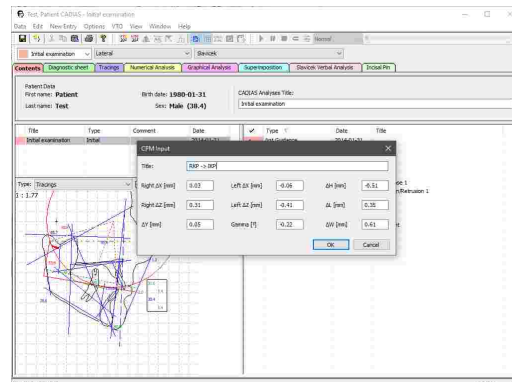 Test, Patient CADIAS - Initial examination
Data Edit New Entry Options VTO View Window Help
Normal
Initial examination Lateral Slavicek
Contents Diagnostic sheet Tracings Numerical Analysis Graphical Analysis Superimposition Slavicek Verbal Analysis Incisal Pin
Patient Data
First name: Patient Birth date: 1980-01-31
Last name: Test Sex: Male (38.4)
CADIAS Analyses Title:
Initial examination
Title Type Comment Date
Initial examination Initial
Type Date Title
CPM Input
Title:
Right ΔX [mm] 0.03 Left ΔX [mm] -0.06 ΔH [mm] -0.51
Right ΔZ [mm] 0.31 Left ΔZ [mm] -0.41 ΔL [mm] 0.35
ΔY [mm] 0.05 Gamma [°] -0.22 ΔW [mm] 0.61
OK Cancel
Type: Tracings
1 : 1.77